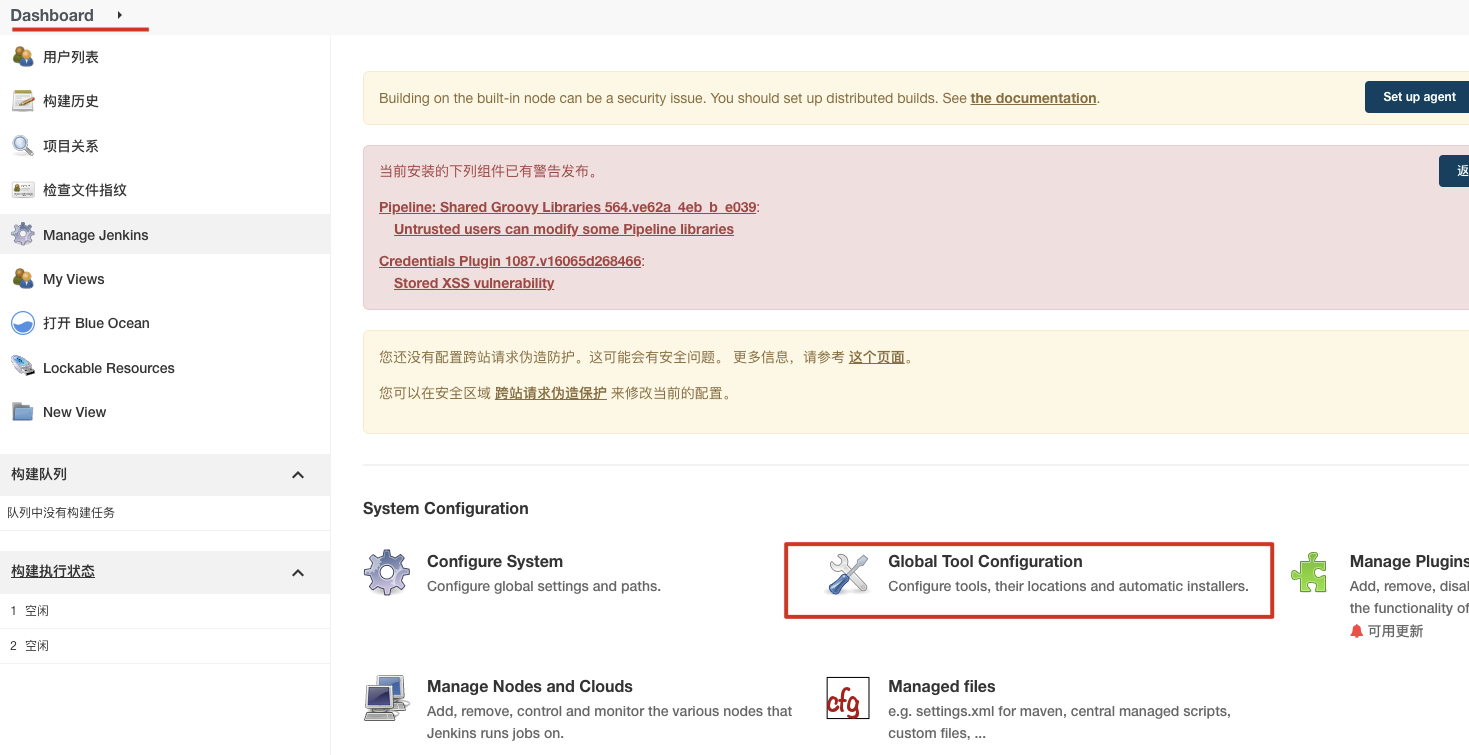 Dashboard
用户列表
构建历史
项目关系
检查文件指纹
Manage Jenkins
My Views
打开 Blue Ocean
Lockable Resources
New View
构建队列
队列中没有构建任务
构建执行状态
1 空闲
2 空闲
Building on the built-in node can be a security issue. You should set up distributed builds. See the documentation.
Set up agent
当前安装的下列组件已有警告发布。
返
Pipeline: Shared Groovy Libraries 564.ve62a_4eb_b_e039:
Untrusted users can modify some Pipeline libraries
Credentials Plugin 1087.v16065d268466:
Stored XSS vulnerability
您还没有配置跨站请求伪造防护。这可能会有安全问题。 更多信息，请参考 这个页面。
您可以在安全区域 跨站请求伪造保护 来修改当前的配置。
System Configuration
Configure System
Configure global settings and paths.
Global Tool Configuration
Configure tools, their locations and automatic installers.
Manage Plugins
Add, remove, disa
the functionality of
可用更新
Manage Nodes and Clouds
Add, remove, control and monitor the various nodes that
Jenkins runs jobs on.
cfg
Managed files
e.g. settings.xml for maven, central managed scripts,
custom files, ...